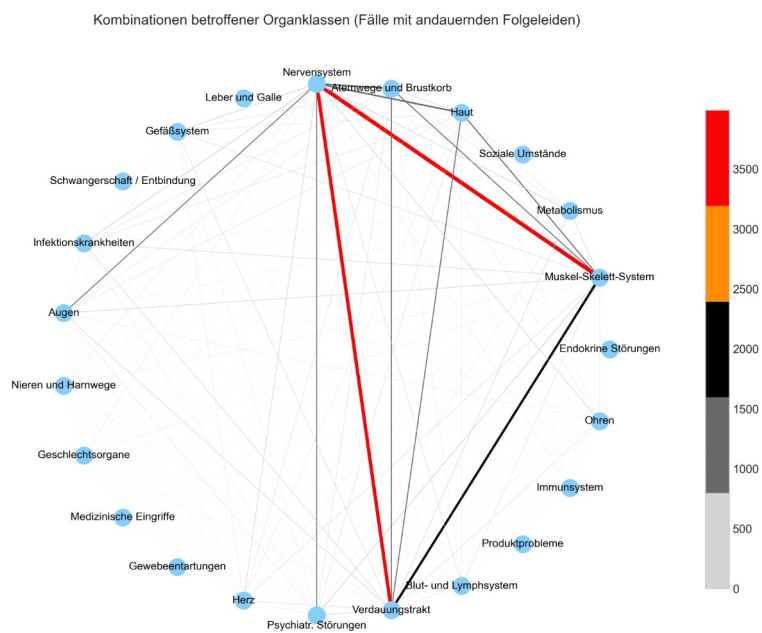 Kombinationen betroffener Organklassen (Fälle mit andauernden Folgeleiden)
Nervensystem
Atemwege und Brustkorb
Leber und Galle
Haut
Gefäßsystem
Soziale Umstände
Schwangerschaft / Entbindung
Metabolismus
Infektionskrankheiten
Muskel-Skelett-System
Augen
Endokrine Störungen
Nieren und Harnwege
Ohren
Geschlechtsorgane
Immunsystem
Medizinische Eingriffe
Produktprobleme
Gewebeentartungen
Blut- und Lymphsystem
Herz
Verdauungstrakt
Psychiatr. Störungen
3500
3000
2500
2000
1500
1000
500
0